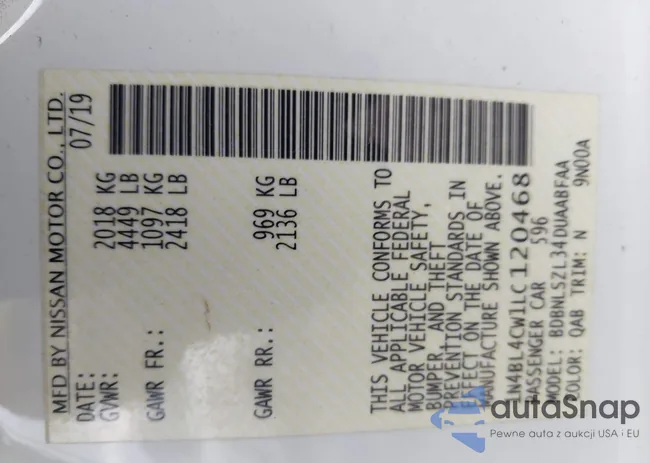 MFD BY NISSAN MOTOR CO., LTD.
DATE: 07/19
GVWR: 2018 KG
4449 LB
GAWR FR.: 1097 KG
2418 LB
GAWR RR.: 969 KG
2136 LB
THIS VEHICLE CONFORMS TO
ALL APPLICABLE FEDERAL
MOTOR VEHICLE SAFETY,
BUMPER, AND THEFT
PREVENTION STANDARDS IN
EFFECT ON THE DATE OF
MANUFACTURE SHOWN ABOVE.
1N4BL4CW1LC120468
PASSENGER CAR 596
MODEL: BDBNLSZL34DUAABFAA
COLOR: QAB TRIM: N 9N00A
autaSnap
Pewne auta z aukcji USA i EU